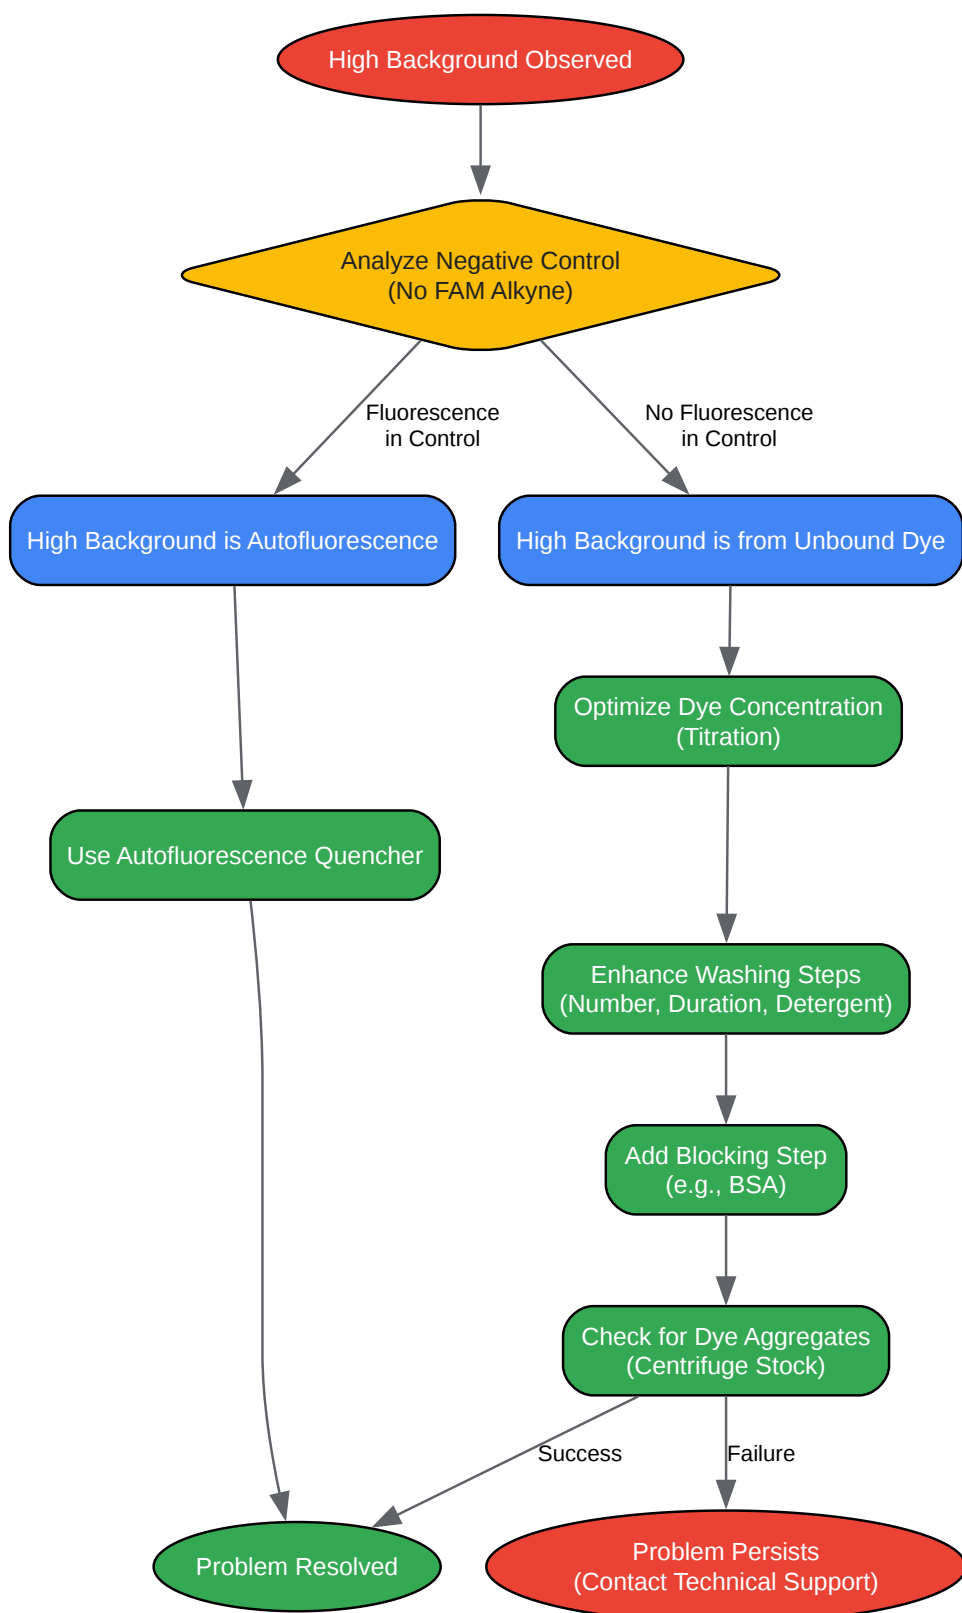 High Background Observed
Analyze Negative Control
(No FAM Alkyne)
Fluorescence
in Control
No Fluorescence
in Control
High Background is Autofluorescence
High Background is from Unbound Dye
Optimize Dye Concentration
(Titration)
Use Autofluorescence Quencher
Enhance Washing Steps
(Number, Duration, Detergent)
Add Blocking Step
(e.g., BSA)
Check for Dye Aggregates
(Centrifuge Stock)
Success
Failure
Problem Resolved
Problem Persists
(Contact Technical Support)